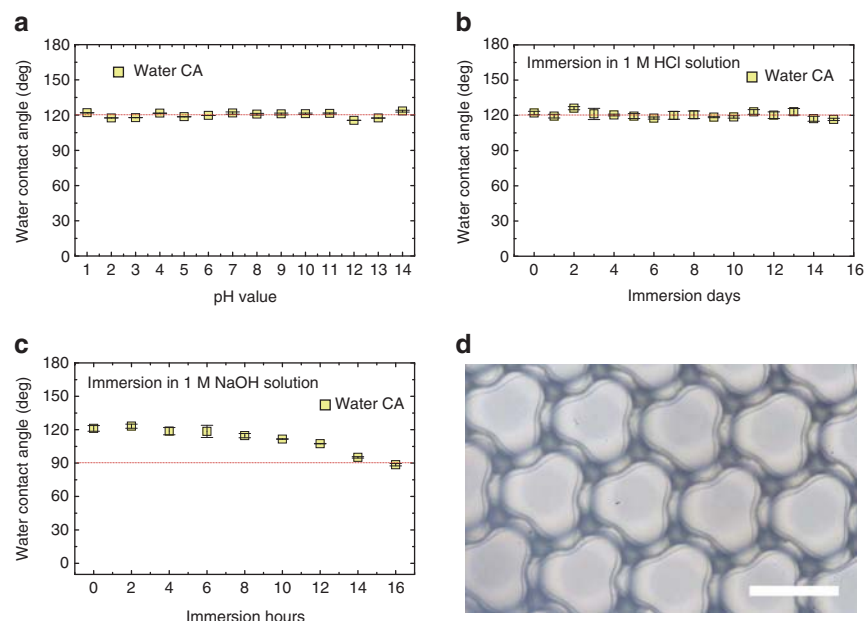 a
180
150
120
90
60
30
0
Water CA
Water contact angle (deg)
1 2 3 4 5 6 7 8 9 10 11 12 13 14
pH value
b
180
150
120
90
60
30
0
Immersion in 1 M HCl solution
Water CA
Water contact angle (deg)
0 2 4 6 8 10 12 14 16
Immersion days
c
180
150
120
90
60
30
0
Immersion in 1 M NaOH solution
Water CA
Water contact angle (deg)
0 2 4 6 8 10 12 14 16
Immersion hours
d